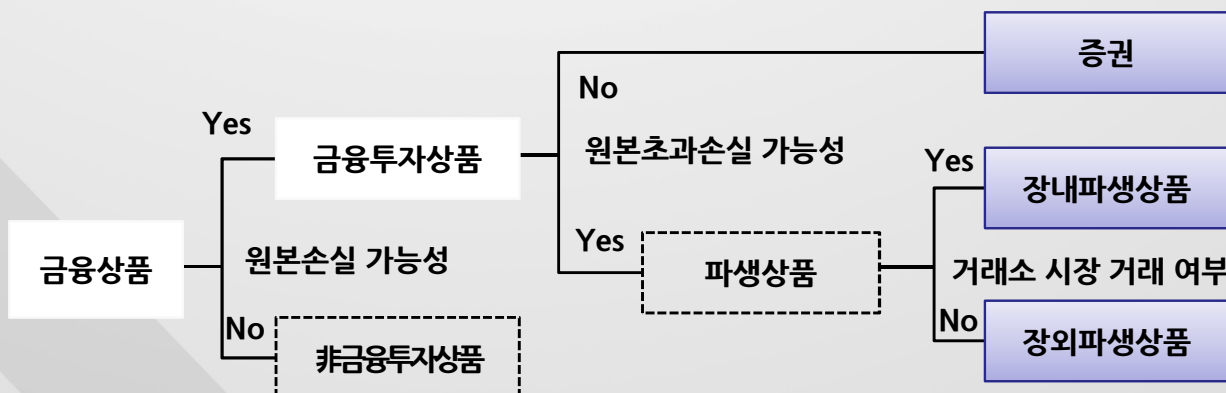 증권
No
Yes
금융투자상품
원본초과손실 가능성
Yes
장내파생상품
금융상품
원본손실 가능성
Yes
파생상품
거래소 시장 거래 여부
No
非금융투자상품
No
장외파생상품